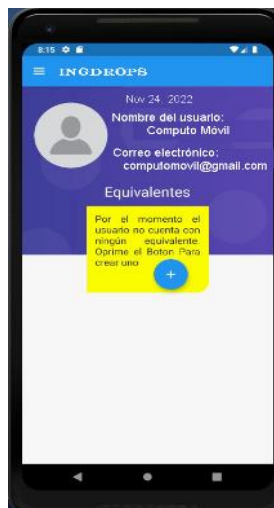 8:15
INGDROPS
Nov 24, 2022
Nombre del usuario:
Computo Móvil
Correo electrónico:
computomovil@gmail.com
Equivalentes
Por el momento el
usuario no cuenta con
ningún equivalente.
Oprime el Boton Para
crear uno
+